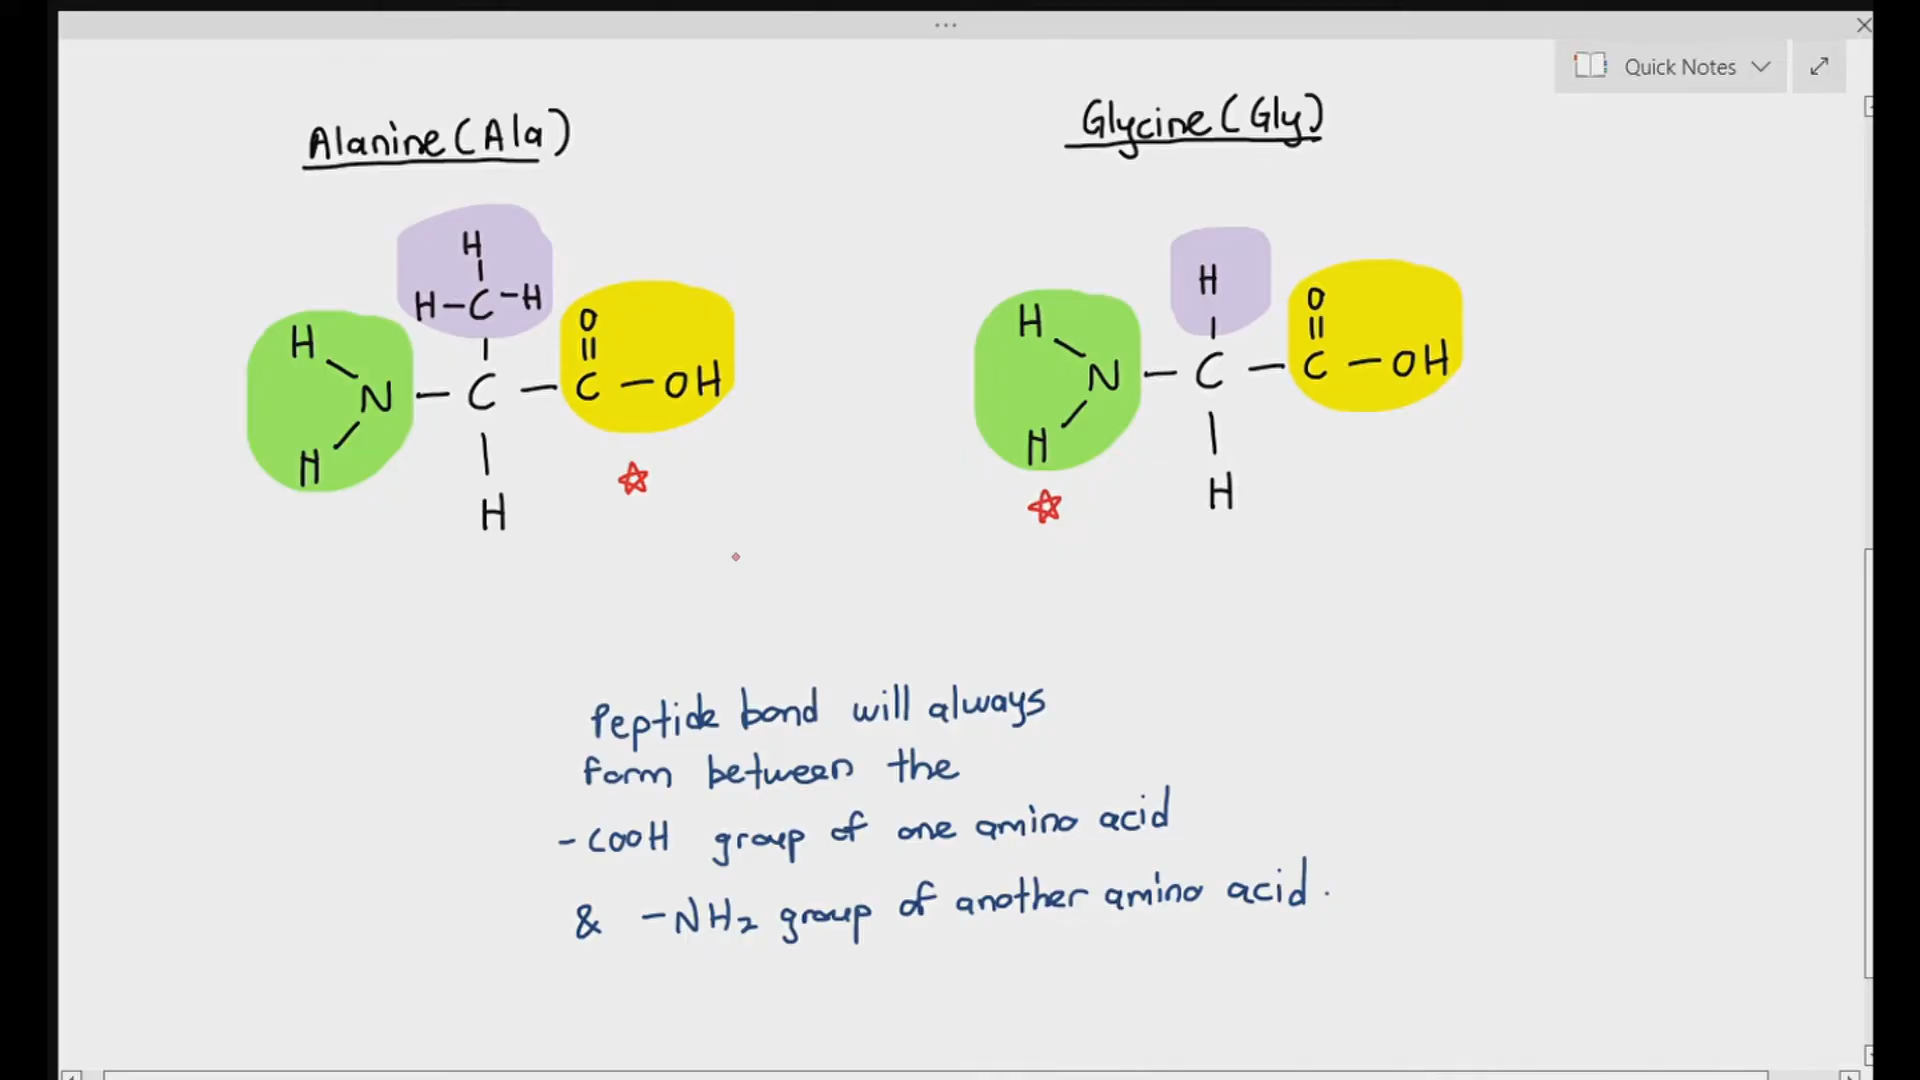 Quick Notes
Alanine (Ala)
Glycine (Gly)
H
H-C-H
H
N - C - C - OH
O
H
H
H
H
N - C - C - OH
O
H
H
Peptide bond will always
form between the
- COOH group of one amino acid
& - NH2 group of another amino acid.